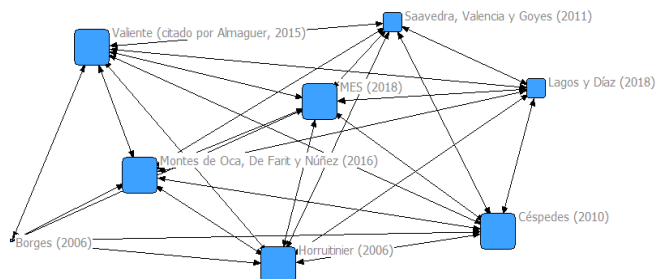 Saavedra, Valencia y Goyes (2011)
Valiente (citado por Almaguer, 2015)
Lagos y Díaz (2018)
MES (2018)
Montes de Oca, De Farit y Núñez (2016)
Céspedes (2010)
Borges (2006)
Horruitinier (2006)